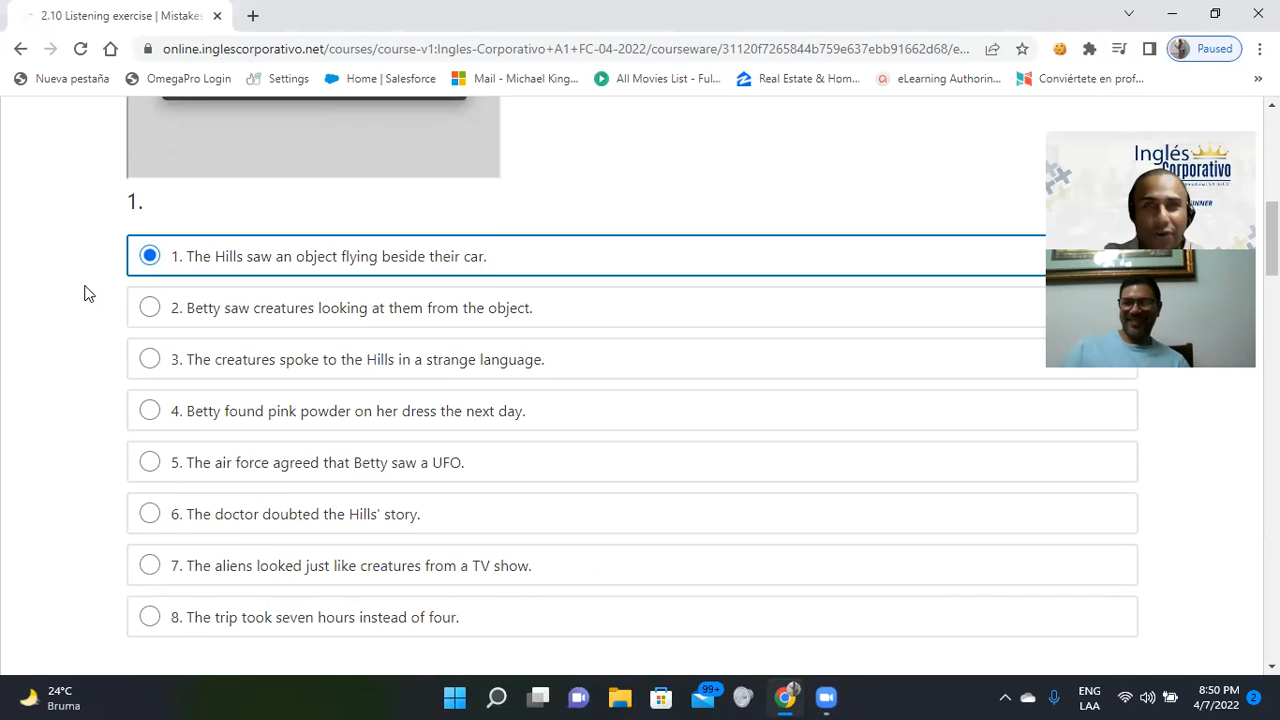 2.10 Listening exercise | Mistakes
online.inglescorporativo.net/courses/course-v1:Ingles-Corporativo+A1+FC-04-2022/courseware/31120f7265844b759e637ebb91662d68/e...
Paused
Nueva pestaña
OmegaPro Login
Settings
Home | Salesforce
Mail - Michael King...
All Movies List - Ful...
Real Estate & Hom...
eLearning Authorin...
Conviértete en prof...
»
Inglés
Corporativo
1.
1. The Hills saw an object flying beside their car.
2. Betty saw creatures looking at them from the object.
3. The creatures spoke to the Hills in a strange language.
4. Betty found pink powder on her dress the next day.
5. The air force agreed that Betty saw a UFO.
6. The doctor doubted the Hills' story.
7. The aliens looked just like creatures from a TV show.
8. The trip took seven hours instead of four.
24°C
Bruma
99+
ENG
LAA
8:50 PM
4/7/2022
2